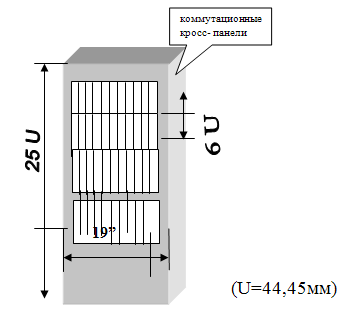 коммутационные
кросс- панели
25 U
6 U
19”
(U=44,45мм)